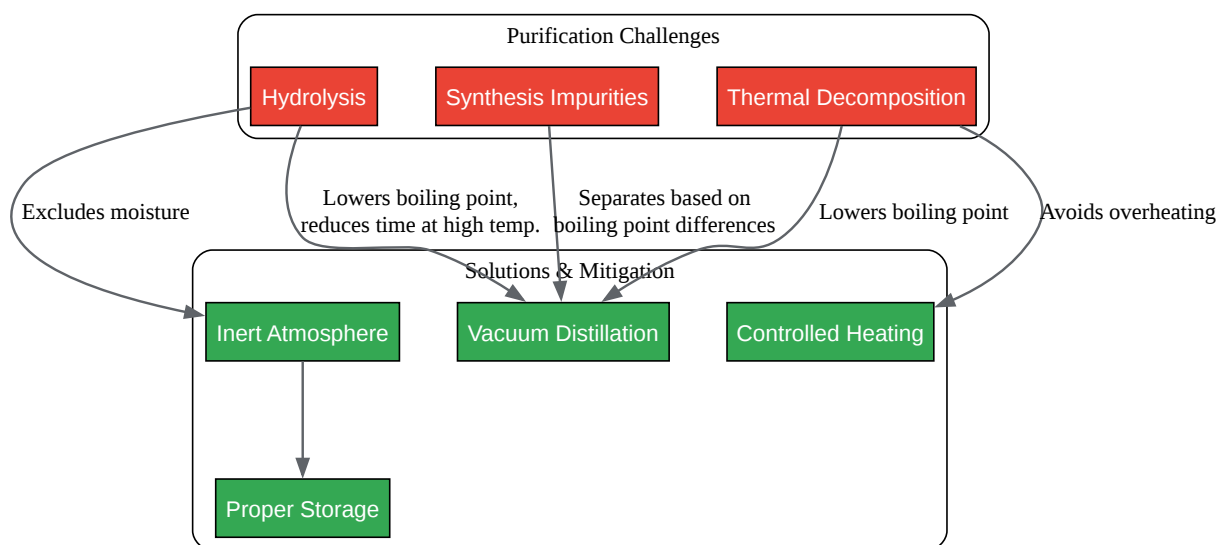 Purification Challenges
Hydrolysis
Synthesis Impurities
Thermal Decomposition
Excludes moisture
Lowers boiling point,
reduces time at high temp.
Separates based on
boiling point differences
Lowers boiling point
Avoids overheating
Solutions & Mitigation
Inert Atmosphere
Vacuum Distillation
Controlled Heating
Proper Storage